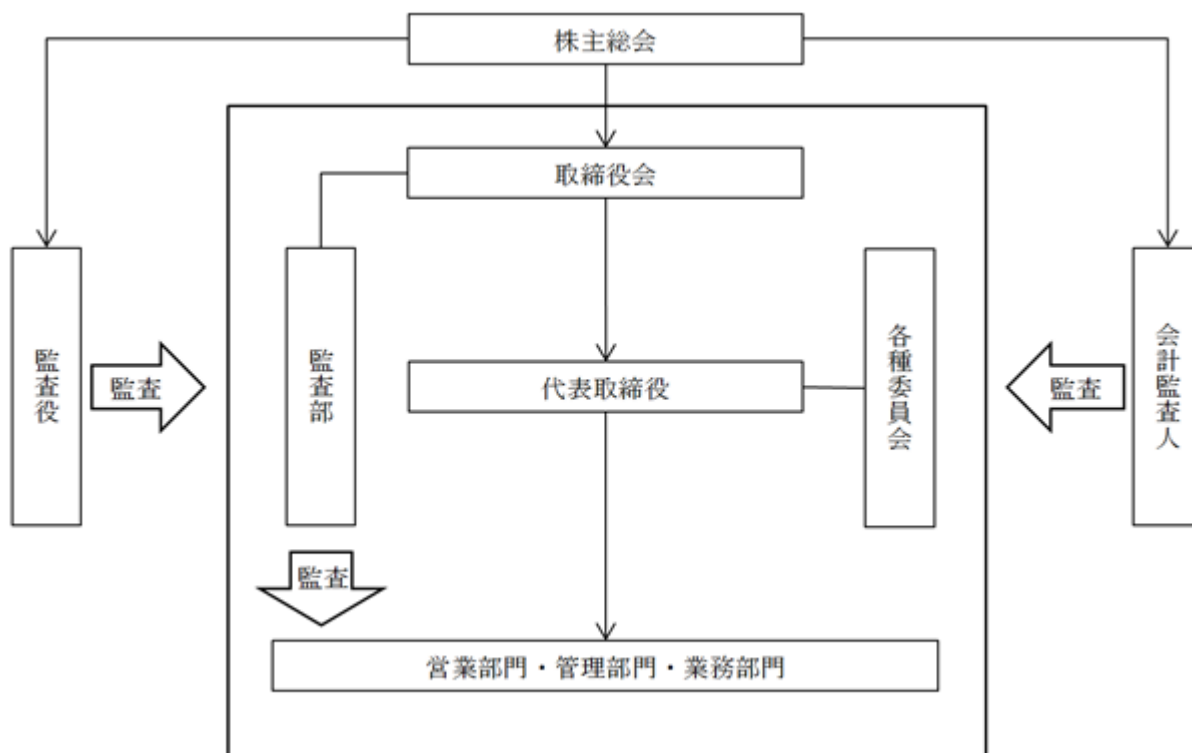 株主総会
取締役会
監査役
監査
監査部
代表取締役
各種委員会
監査
会計監査人
監査
営業部門・管理部門・業務部門